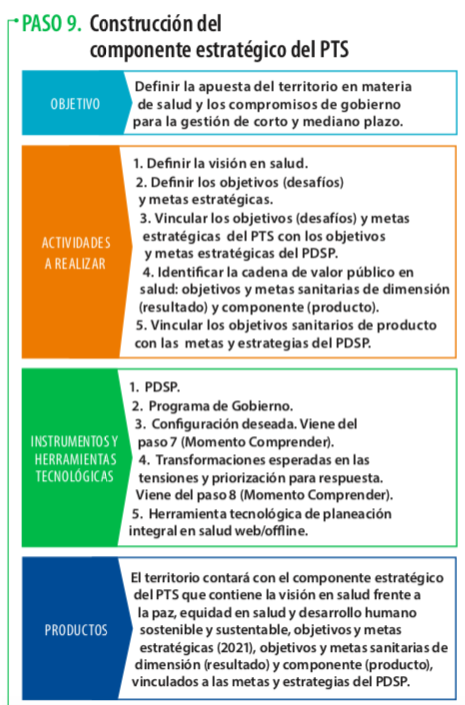 PASO 9. Construcción del
componente estratégico del PTS
OBJETIVO
Definir la apuesta del territorio en materia
de salud y los compromisos de gobierno
para la gestión de corto y mediano plazo.
ACTIVIDADES
A REALIZAR
1. Definir la visión en salud.
2. Definir los objetivos (desafíos)
y metas estratégicas.
3. Vincular los objetivos (desafíos) y metas
estratégicas del PTS con los objetivos
y metas estratégicas del PDSP.
4. Identificar la cadena de valor público en
salud: objetivos y metas sanitarias de dimensión
(resultado) y componente (producto).
5. Vincular los objetivos sanitarios de producto
con las metas y estrategias del PDSP.
INSTRUMENTOS Y
HERRAMIENTAS
TECNOLÓGICAS
1. PDSP.
2. Programa de Gobierno.
3. Configuración deseada. Viene del
paso 7 (Momento Comprender).
4. Transformaciones esperadas en las
tensiones y priorización para respuesta.
Viene del paso 8 (Momento Comprender).
5. Herramienta tecnológica de planeación
integral en salud web/offline.
PRODUCTOS
El territorio contará con el componente estratégico
del PTS que contiene la visión en salud frente a
la paz, equidad en salud y desarrollo humano
sostenible y sustentable, objetivos y metas
estratégicas (2021), objetivos y metas sanitarias de
dimensión (resultado) y componente (producto),
vinculados a las metas y estrategias del PDSP.